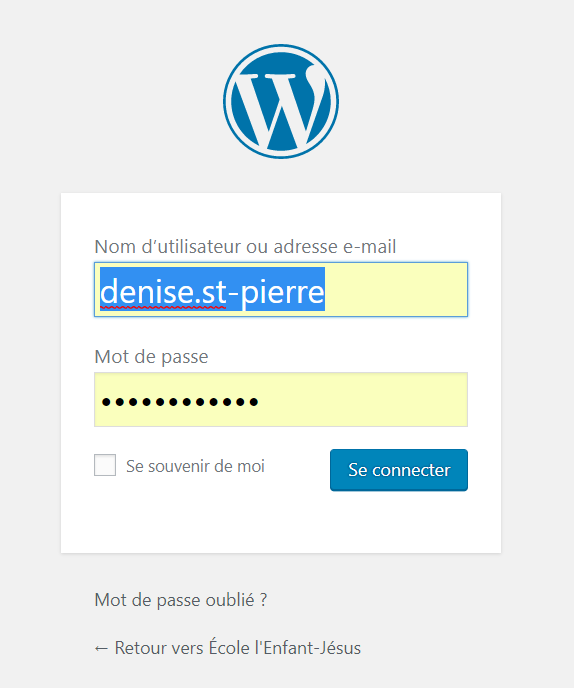 Nom d'utilisateur ou adresse e-mail
denise.st-pierre
Mot de passe
••••••••••••
Se souvenir de moi
Se connecter
Mot de passe oublié ?
← Retour vers École l'Enfant-Jésus